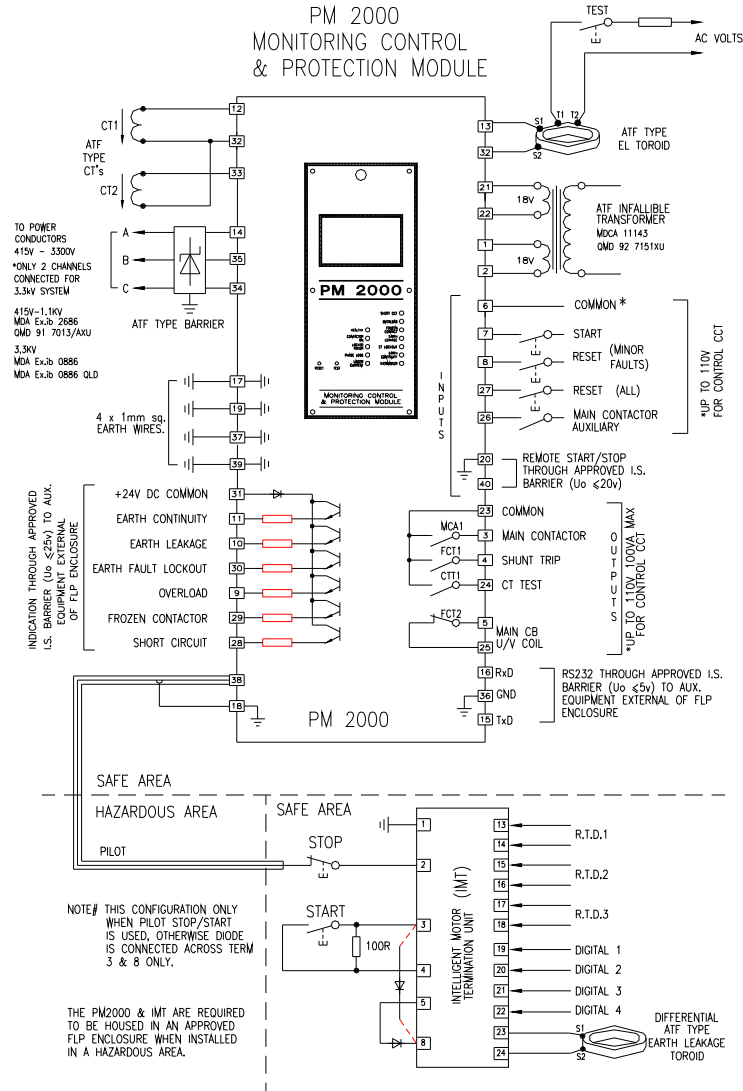 PM 2000
MONITORING CONTROL
& PROTECTION MODULE
TEST
AC VOLTS
S1 T1 T2
S2
ATF TYPE
EL TOROID
CT1
CT2
ATF
TYPE
CT's
12
32
33
TO POWER
CONDUCTORS
415V - 3300V
*ONLY 2 CHANNELS
CONNECTED FOR
3.3kV SYSTEM
415V-1.1KV
MDA Ex.ib 2686
QMD 91 7013/AXU
3,3KV
MDA Ex.ib 0886
MDA Ex.ib 0886 QLD
A
B
C
14
35
34
ATF TYPE BARRIER
PM 2000
MONITORING CONTROL
& PROTECTION MODULE
13
32
21
22
1
2
18V
18V
ATF INFALLIBLE
TRANSFORMER
MDCA 11143
QMD 92 7151XU
INPUTS
6 COMMON *
7 START
8 RESET (MINOR
FAULTS)
27 RESET (ALL)
26 MAIN CONTACTOR
AUXILIARY
*UP TO 110V
FOR CONTROL CCT
20
40
REMOTE START/STOP
THROUGH APPROVED I.S.
BARRIER (Uo ≤20v)
4 x 1mm sq.
EARTH WIRES.
17
19
37
39
INDICATION THROUGH APPROVED
I.S. BARRIER (Uo ≤25v) TO AUX.
EQUIPMENT EXTERNAL
OF FLP ENCLOSURE
+24V DC COMMON 31
EARTH CONTINUITY 11
EARTH LEAKAGE 10
EARTH FAULT LOCKOUT 30
OVERLOAD 9
FROZEN CONTACTOR 29
SHORT CIRCUIT 28
38
18
23 COMMON
MCA1 3 MAIN CONTACTOR
FCT1 4 SHUNT TRIP
CTT1 24 CT TEST
FCT2 5
25
MAIN CB
U/V COIL
OUTPUTS
*UP TO 110V 100VA MAX
FOR CONTROL CCT
16 RxD
36 GND
15 TxD
RS232 THROUGH APPROVED I.S.
BARRIER (Uo ≤5v) TO AUX.
EQUIPMENT EXTERNAL OF FLP
ENCLOSURE
PM 2000
SAFE AREA
HAZARDOUS AREA
SAFE AREA
PILOT
STOP
START
100R
1
2
3
4
5
8
INTELLIGENT MOTOR
TERMINATION UNIT
(IMT)
13
14
R.T.D.1
15
16
R.T.D.2
17
18
R.T.D.3
19 DIGITAL 1
20 DIGITAL 2
21 DIGITAL 3
22 DIGITAL 4
23
24
S1
S2
DIFFERENTIAL
ATF TYPE
EARTH LEAKAGE
TOROID
NOTE# THIS CONFIGURATION ONLY
WHEN PILOT STOP/START
IS USED, OTHERWISE DIODE
IS CONNECTED ACROSS TERM
3 & 8 ONLY.
THE PM2000 & IMT ARE REQUIRED
TO BE HOUSED IN AN APPROVED
FLP ENCLOSURE WHEN INSTALLED
IN A HAZARDOUS AREA.